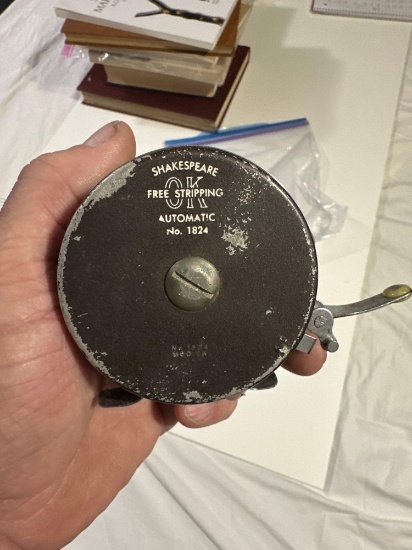 SHAKESPEARE
OK
FREE STRIPPING
AUTOMATIC
No. 1824